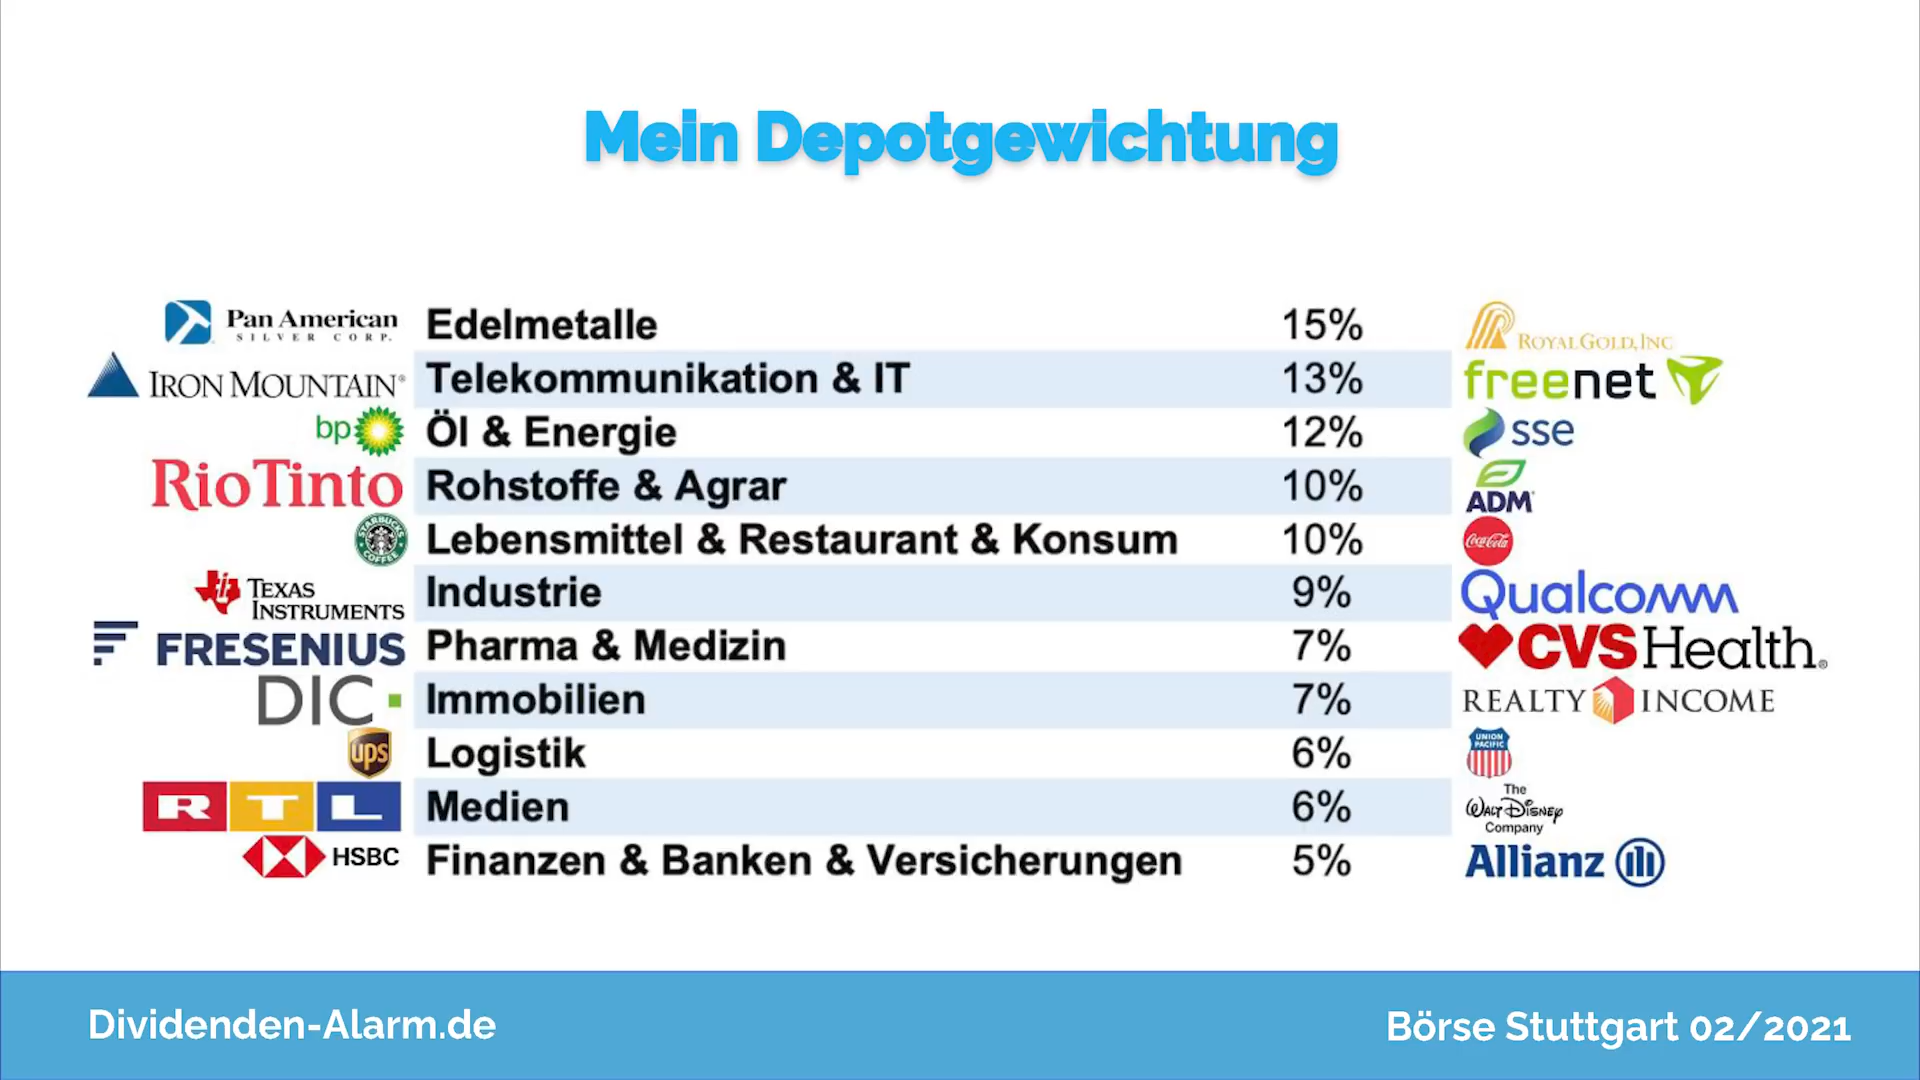 Mein Depotgewichtung
Pan American SILVER CORP. Edelmetalle 15% ROYAL GOLD, INC
IRON MOUNTAIN® Telekommunikation & IT 13% freenet
bp Öl & Energie 12% sse
RioTinto Rohstoffe & Agrar 10% ADM
STARBUCKS COFFEE Lebensmittel & Restaurant & Konsum 10% Coca-Cola
TEXAS INSTRUMENTS Industrie 9% Qualcomm
FRESENIUS Pharma & Medizin 7% CVS Health®
DIC Immobilien 7% REALTY INCOME
ups Logistik 6% UNION PACIFIC
RTL Medien 6% The WALT DISNEY Company
HSBC Finanzen & Banken & Versicherungen 5% Allianz
Dividenden-Alarm.de
Börse Stuttgart 02/2021